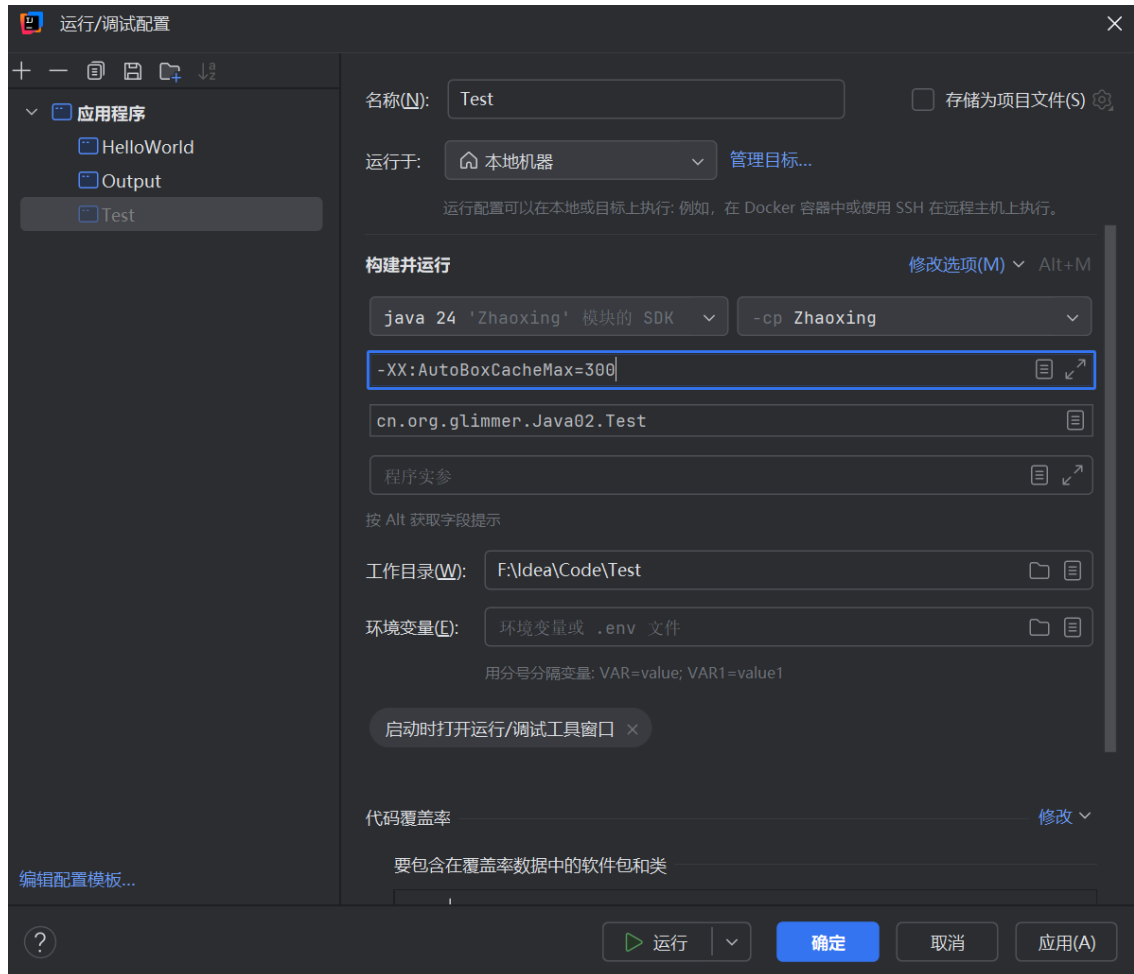 运行/调试配置
应用程序
HelloWorld
Output
Test
编辑配置模板...
名称(N): Test 存储为项目文件(S)
运行于: 本地机器 管理目标...
运行配置可以在本地或目标上执行: 例如，在 Docker 容器中或使用 SSH 在远程主机上执行。
构建并运行 修改选项(M) Alt+M
java 24 'Zhaoxing' 模块的 SDK -cp Zhaoxing
-XX:AutoBoxCacheMax=300
cn.org.glimmer.Java02.Test
程序实参
按 Alt 获取字段提示
工作目录(W): F:\Idea\Code\Test
环境变量(E): 环境变量或 .env 文件
用分号分隔变量: VAR=value; VAR1=value1
启动时打开运行/调试工具窗口
代码覆盖率 修改
要包含在覆盖率数据中的软件包和类
? 运行 确定 取消 应用(A)